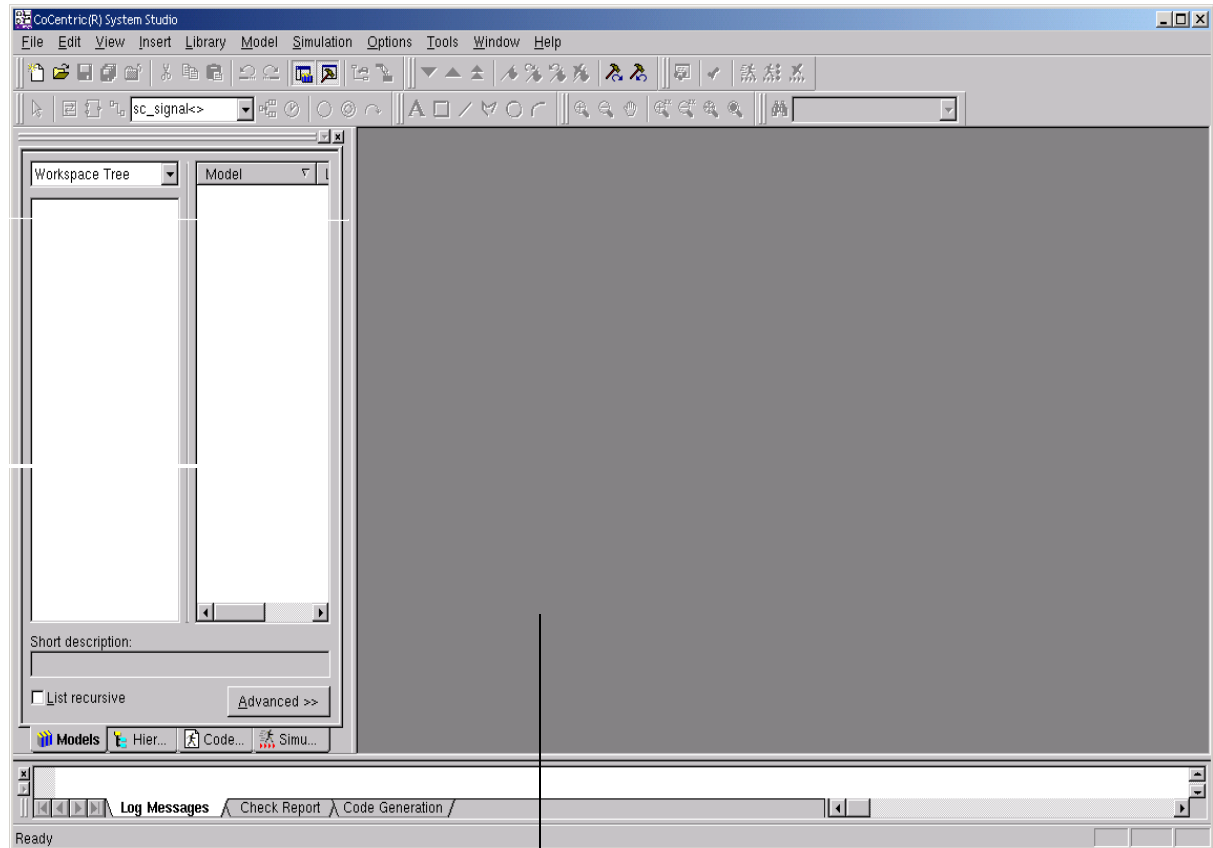 CoCentric(R) System Studio
File Edit View Insert Library Model Simulation Options Tools Window Help
sc_signal<>
A
Workspace Tree
Model L
Short description:
List recursive
Advanced >>
Models Hier... Code... Simu...
Log Messages Check Report Code Generation
Ready